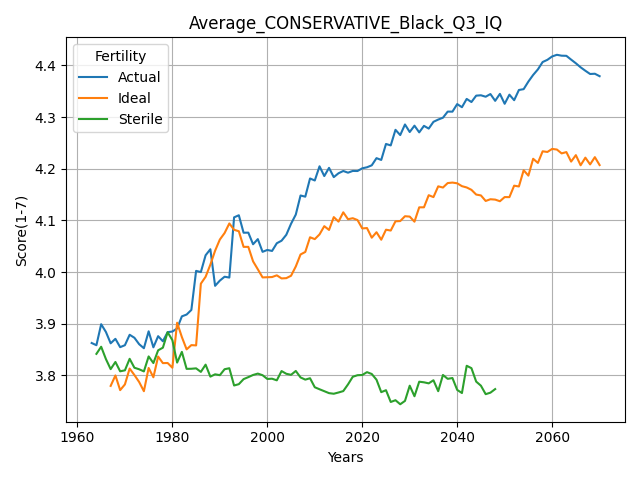 Average_CONSERVATIVE_Black_Q3_IQ
Fertility
Actual
Ideal
Sterile
Score(1-7)
4.4
4.3
4.2
4.1
4.0
3.9
3.8
1960 1980 2000 2020 2040 2060
Years